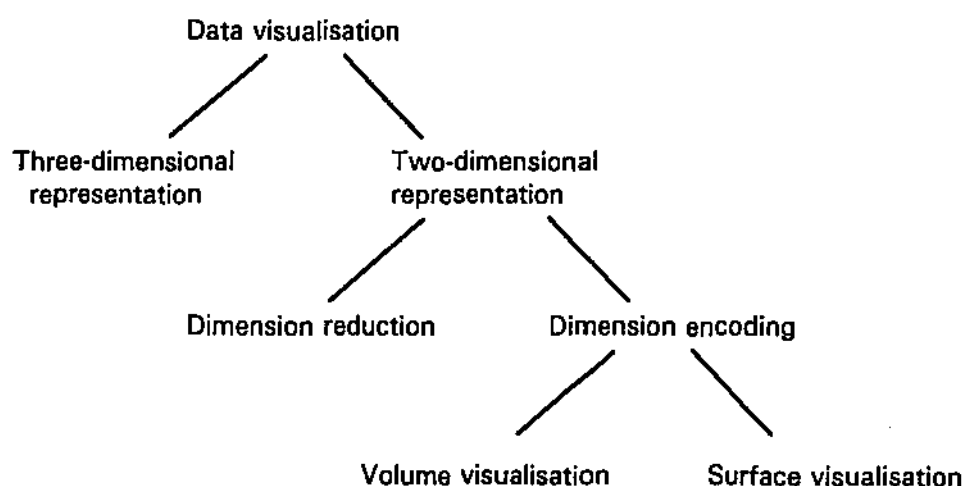 Data visualisation
Three-dimensional
representation
Two-dimensional
representation
Dimension reduction
Dimension encoding
Volume visualisation
Surface visualisation